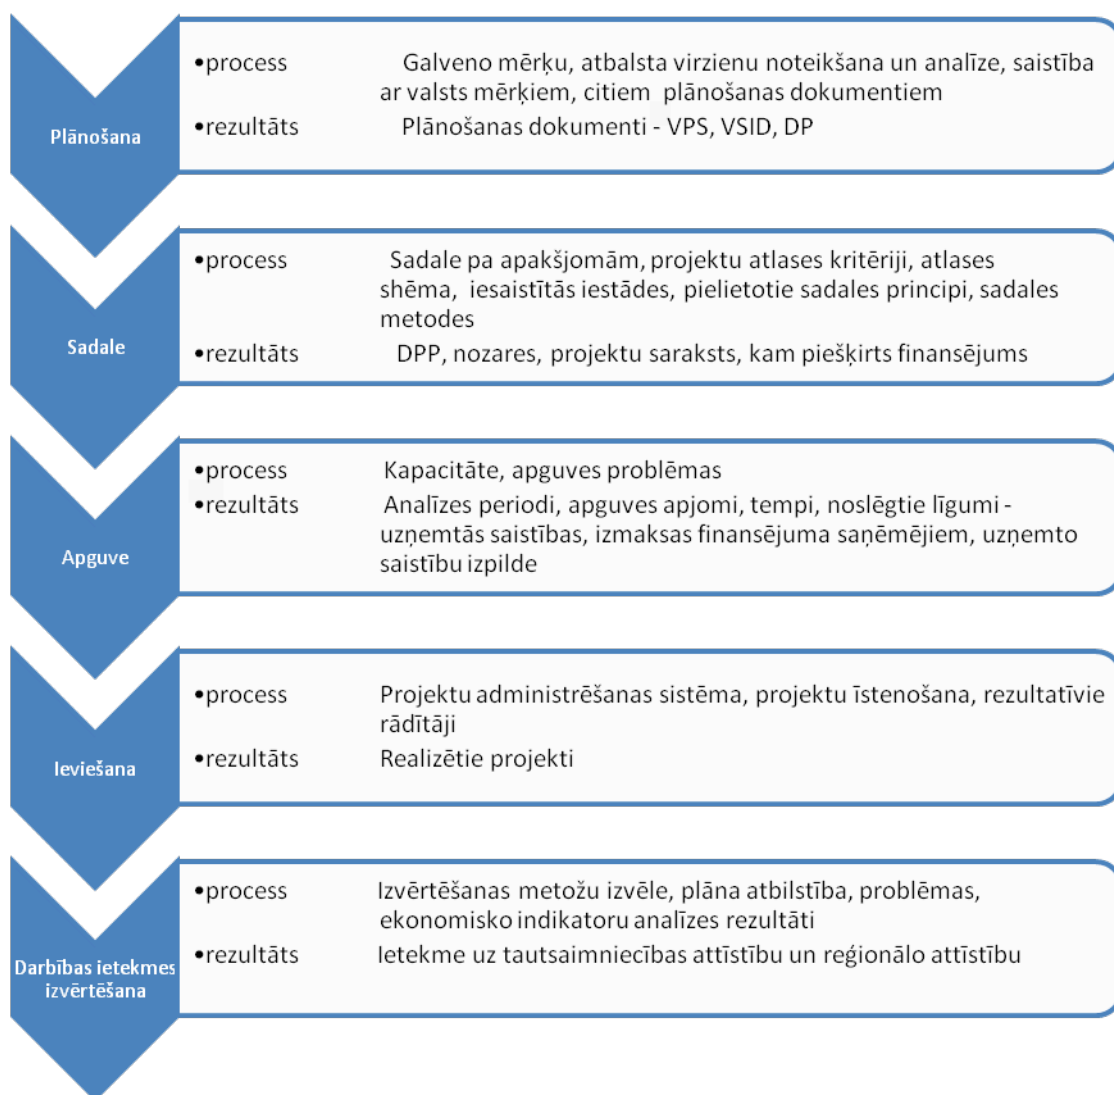 Plānošana
•process Galveno mērķu, atbalsta virzienu noteikšana un analīze, saistība
ar valsts mērķiem, citiem plānošanas dokumentiem
•rezultāts Plānošanas dokumenti - VPS, VSID, DP
Sadale
•process Sadale pa apakšjomām, projektu atlases kritēriji, atlases
shēma, iesaistītās iestādes, pielietotie sadales principi, sadales
metodes
•rezultāts DPP, nozares, projektu saraksts, kam piešķirts finansējums
Apguve
•process Kapacitāte, apguves problēmas
•rezultāts Analīzes periodi, apguves apjomi, tempi, noslēgtie līgumi -
uzņemtās saistības, izmaksas finansējuma saņēmējiem, uzņemto
saistību izpilde
Ieviešana
•process Projektu administrēšanas sistēma, projektu īstenošana, rezultatīvie
rādītāji
•rezultāts Realizētie projekti
Darbības ietekmes
izvērtēšana
•process Izvērtēšanas metožu izvēle, plāna atbilstība, problēmas,
ekonomisko indikatoru analīzes rezultāti
•rezultāts Ietekme uz tautsaimniecības attīstību un reģionālo attīstību